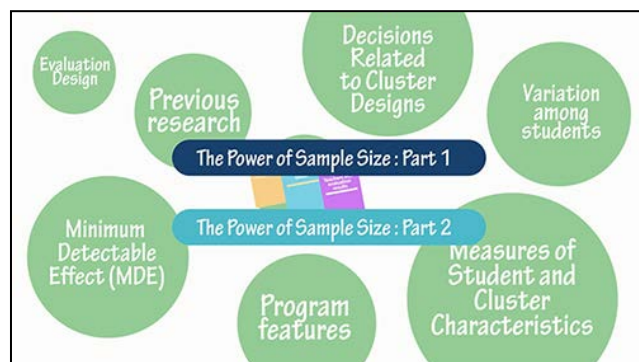 Evaluation
Design
Previous
research
Decisions
Related
to Cluster
Designs
Variation
among
students
The Power of Sample Size : Part 1
The Power of Sample Size : Part 2
Minimum
Detectable
Effect (MDE)
Program
features
Measures of
Student and
Cluster
Characteristics